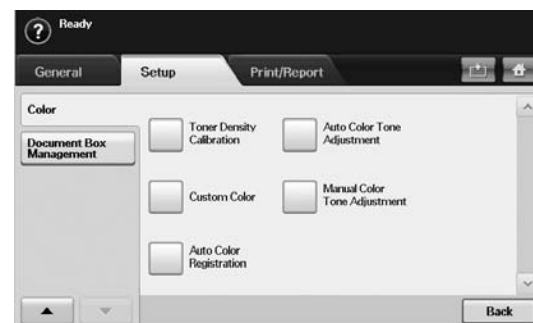 ? Ready
General Setup Print/Report
Color
Document Box
Management
Toner Density
Calibration
Auto Color Tone
Adjustment
Custom Color
Manual Color
Tone Adjustment
Auto Color
Registration
Back